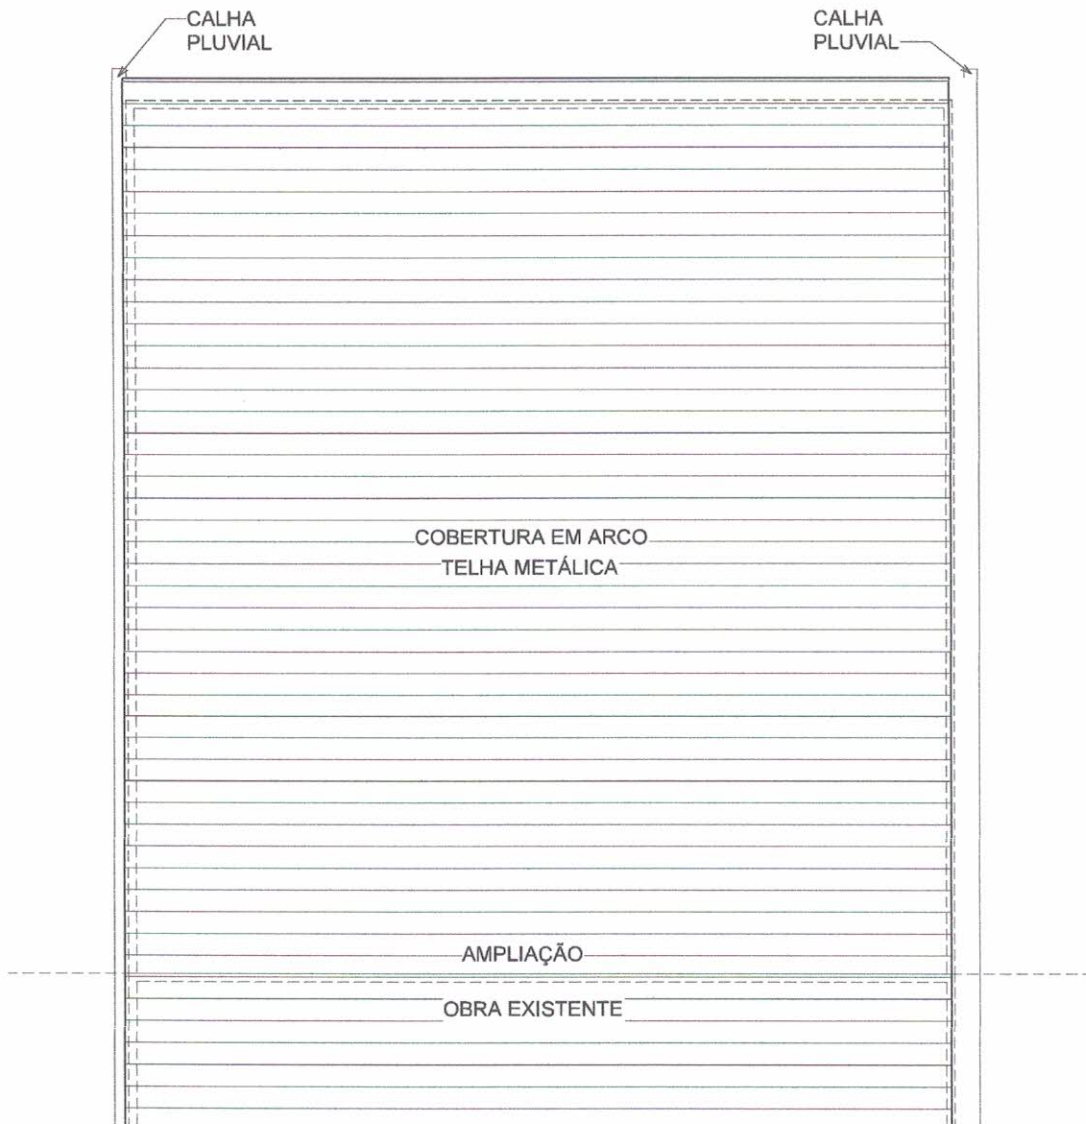 CALHA
PLUVIAL
CALHA
PLUVIAL
COBERTURA EM ARCO
TELHA METÁLICA
AMPLIAÇÃO
OBRA EXISTENTE